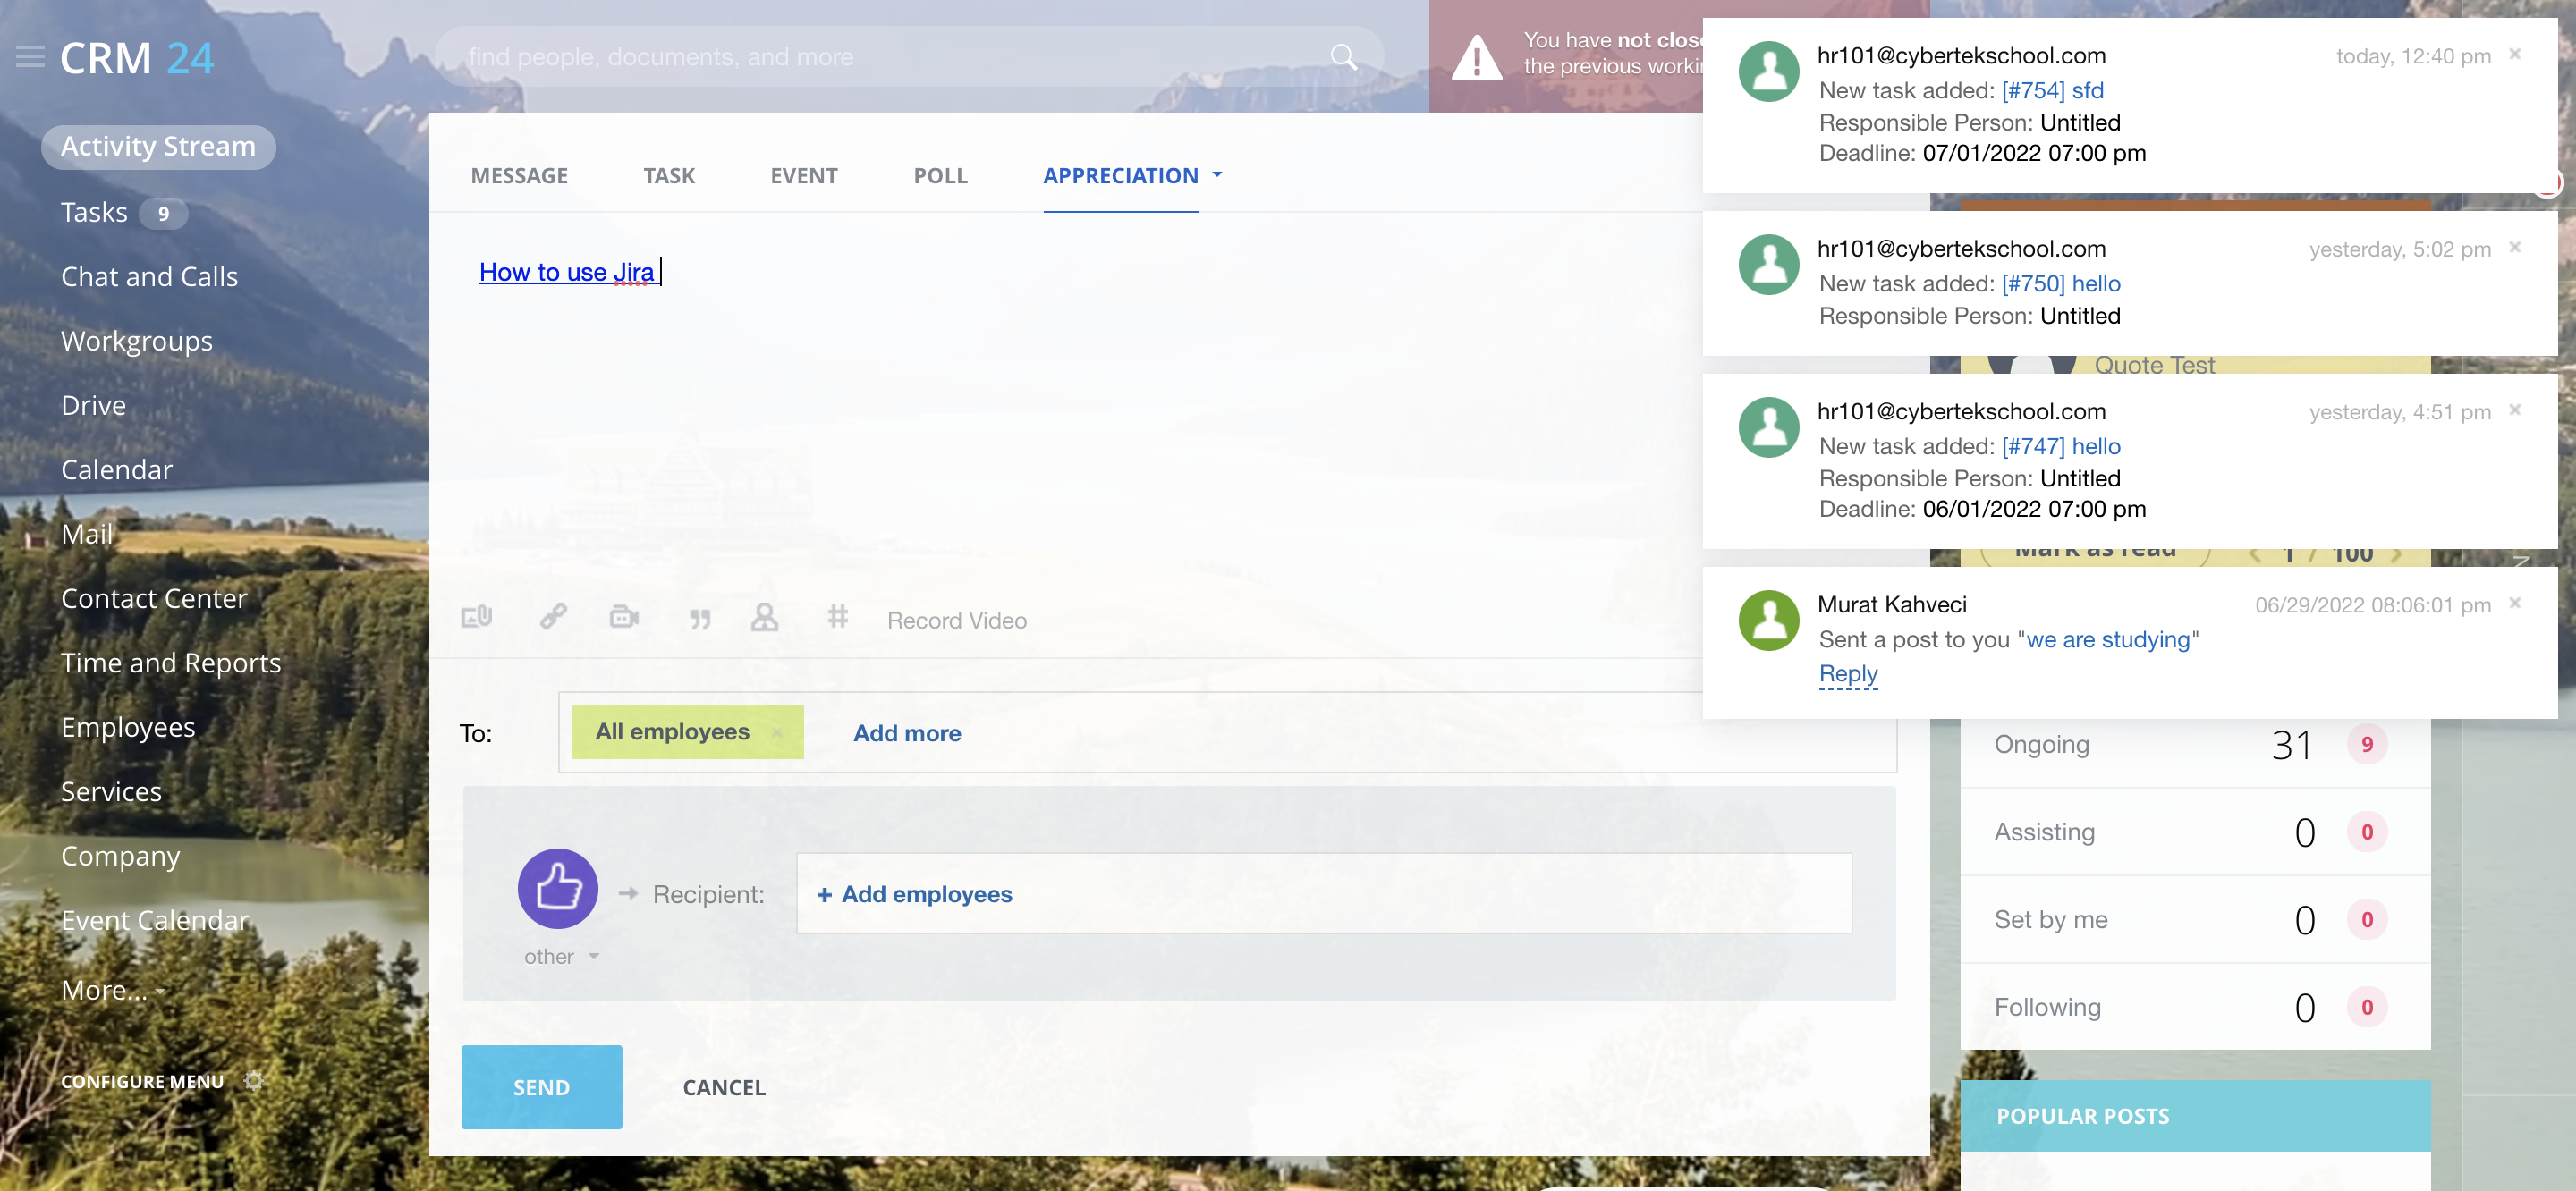 CRM 24
find people, documents, and more
You have not close
the previous workin
Activity Stream
Tasks 9
Chat and Calls
Workgroups
Drive
Calendar
Mail
Contact Center
Time and Reports
Employees
Services
Company
Event Calendar
More...
CONFIGURE MENU
MESSAGE TASK EVENT POLL APPRECIATION
How to use Jira
Record Video
To: All employees × Add more
Recipient: + Add employees
other
SEND CANCEL
hr101@cybertekschool.com today, 12:40 pm ×
New task added: [#754] sfd
Responsible Person: Untitled
Deadline: 07/01/2022 07:00 pm
hr101@cybertekschool.com yesterday, 5:02 pm ×
New task added: [#750] hello
Responsible Person: Untitled
Quote Test
hr101@cybertekschool.com yesterday, 4:51 pm ×
New task added: [#747] hello
Responsible Person: Untitled
Deadline: 06/01/2022 07:00 pm
Mark as read 1 / 100
Murat Kahveci 06/29/2022 08:06:01 pm ×
Sent a post to you "we are studying"
Reply
Ongoing 31 9
Assisting 0 0
Set by me 0 0
Following 0 0
POPULAR POSTS